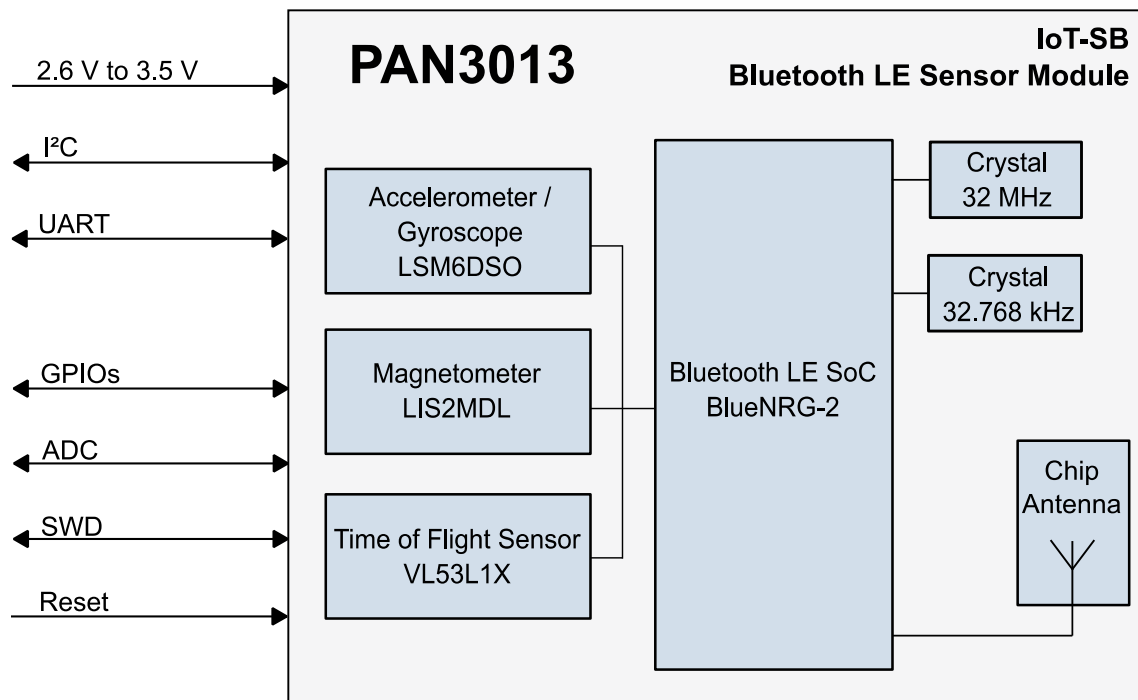 PAN3013
IoT-SB
Bluetooth LE Sensor Module
2.6 V to 3.5 V
I²C
UART
GPIOs
ADC
SWD
Reset
Accelerometer /
Gyroscope
LSM6DSO
Magnetometer
LIS2MDL
Time of Flight Sensor
VL53L1X
Bluetooth LE SoC
BlueNRG-2
Crystal
32 MHz
Crystal
32.768 kHz
Chip
Antenna